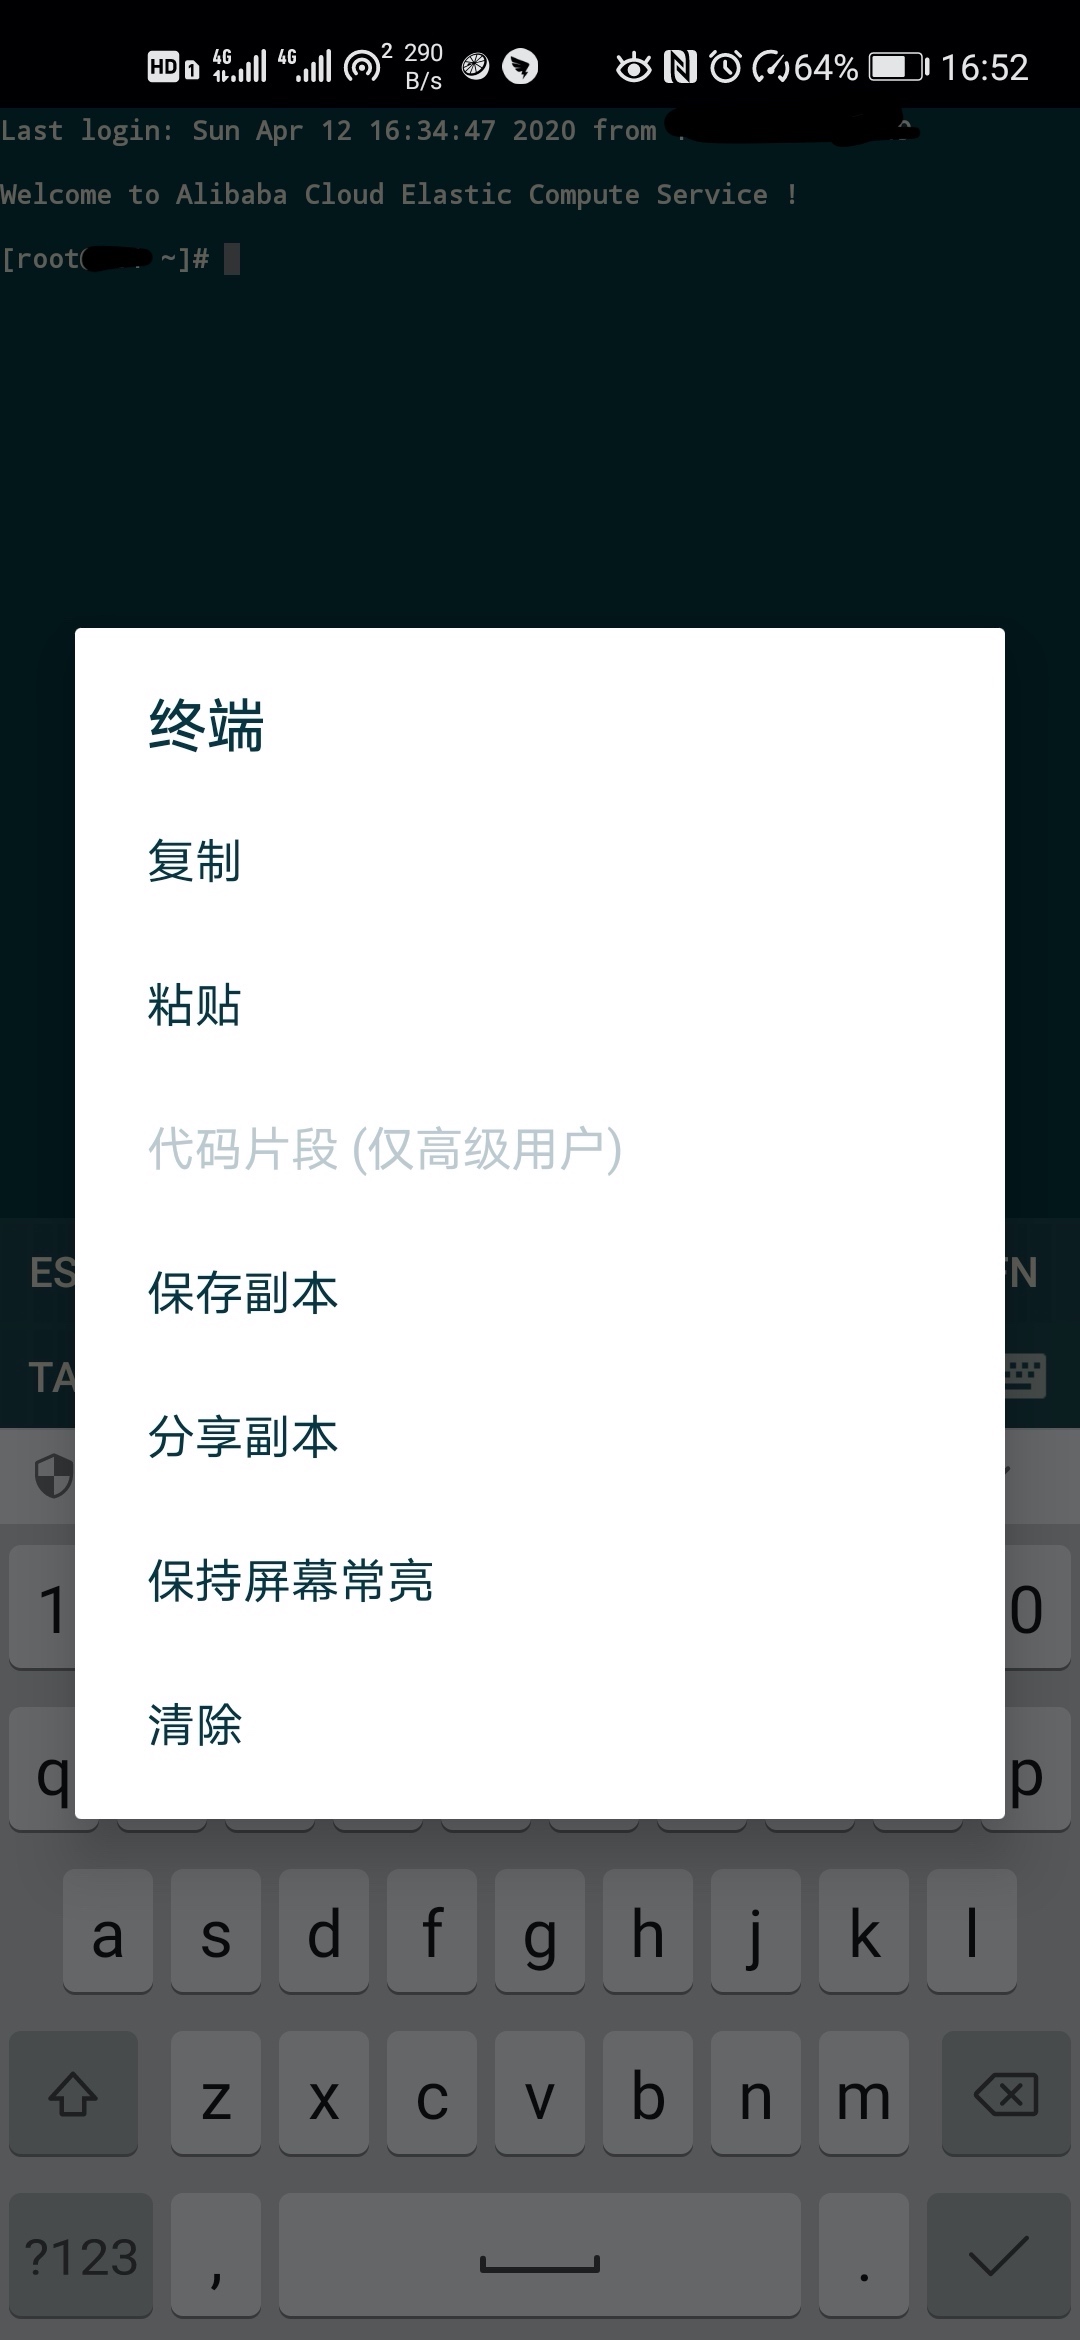 HD 1 4G 4G 2 290 B/s 64% 16:52
Last login: Sun Apr 12 16:34:47 2020 from
Welcome to Alibaba Cloud Elastic Compute Service !
[root@ ~]#
终端
复制
粘贴
代码片段 (仅高级用户)
保存副本
分享副本
保持屏幕常亮
清除
ES FN
TA
1 0
q p
a s d f g h j k l
z x c v b n m
?123 , .